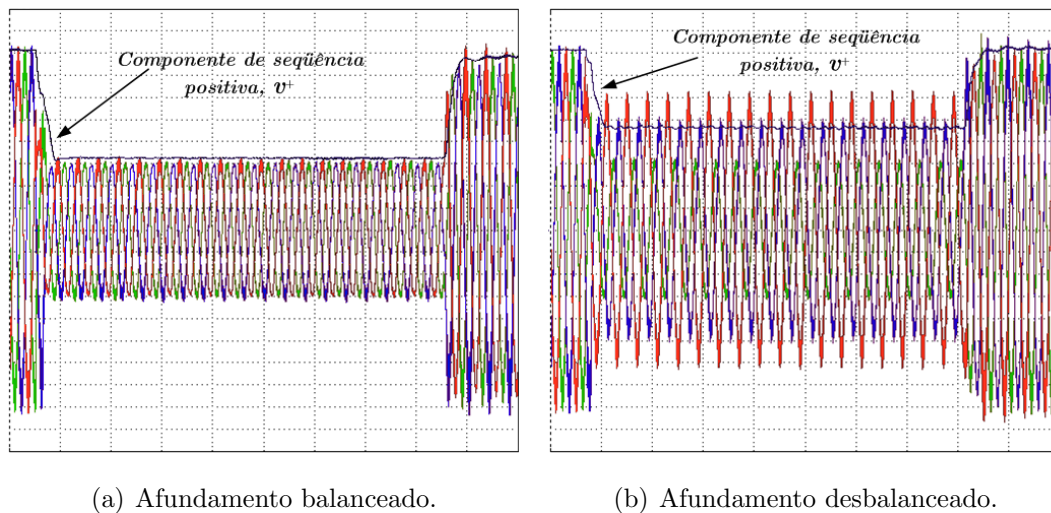 Componente de seqüência
positiva, v+
Componente de seqüência
positiva, v+
(a) Afundamento balanceado.
(b) Afundamento desbalanceado.